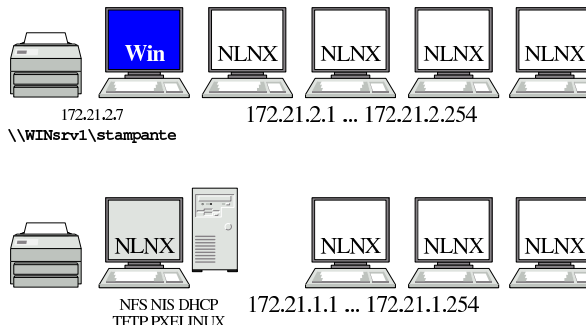 Win NLNX NLNX NLNX NLNX
172.21.2.7 172.21.2.1 ... 172.21.2.254
\\WINsrv1\stampante
NLNX NLNX NLNX NLNX
NFS NIS DHCP 172.21.1.1 ... 172.21.1.254
TFTP PXELINUX